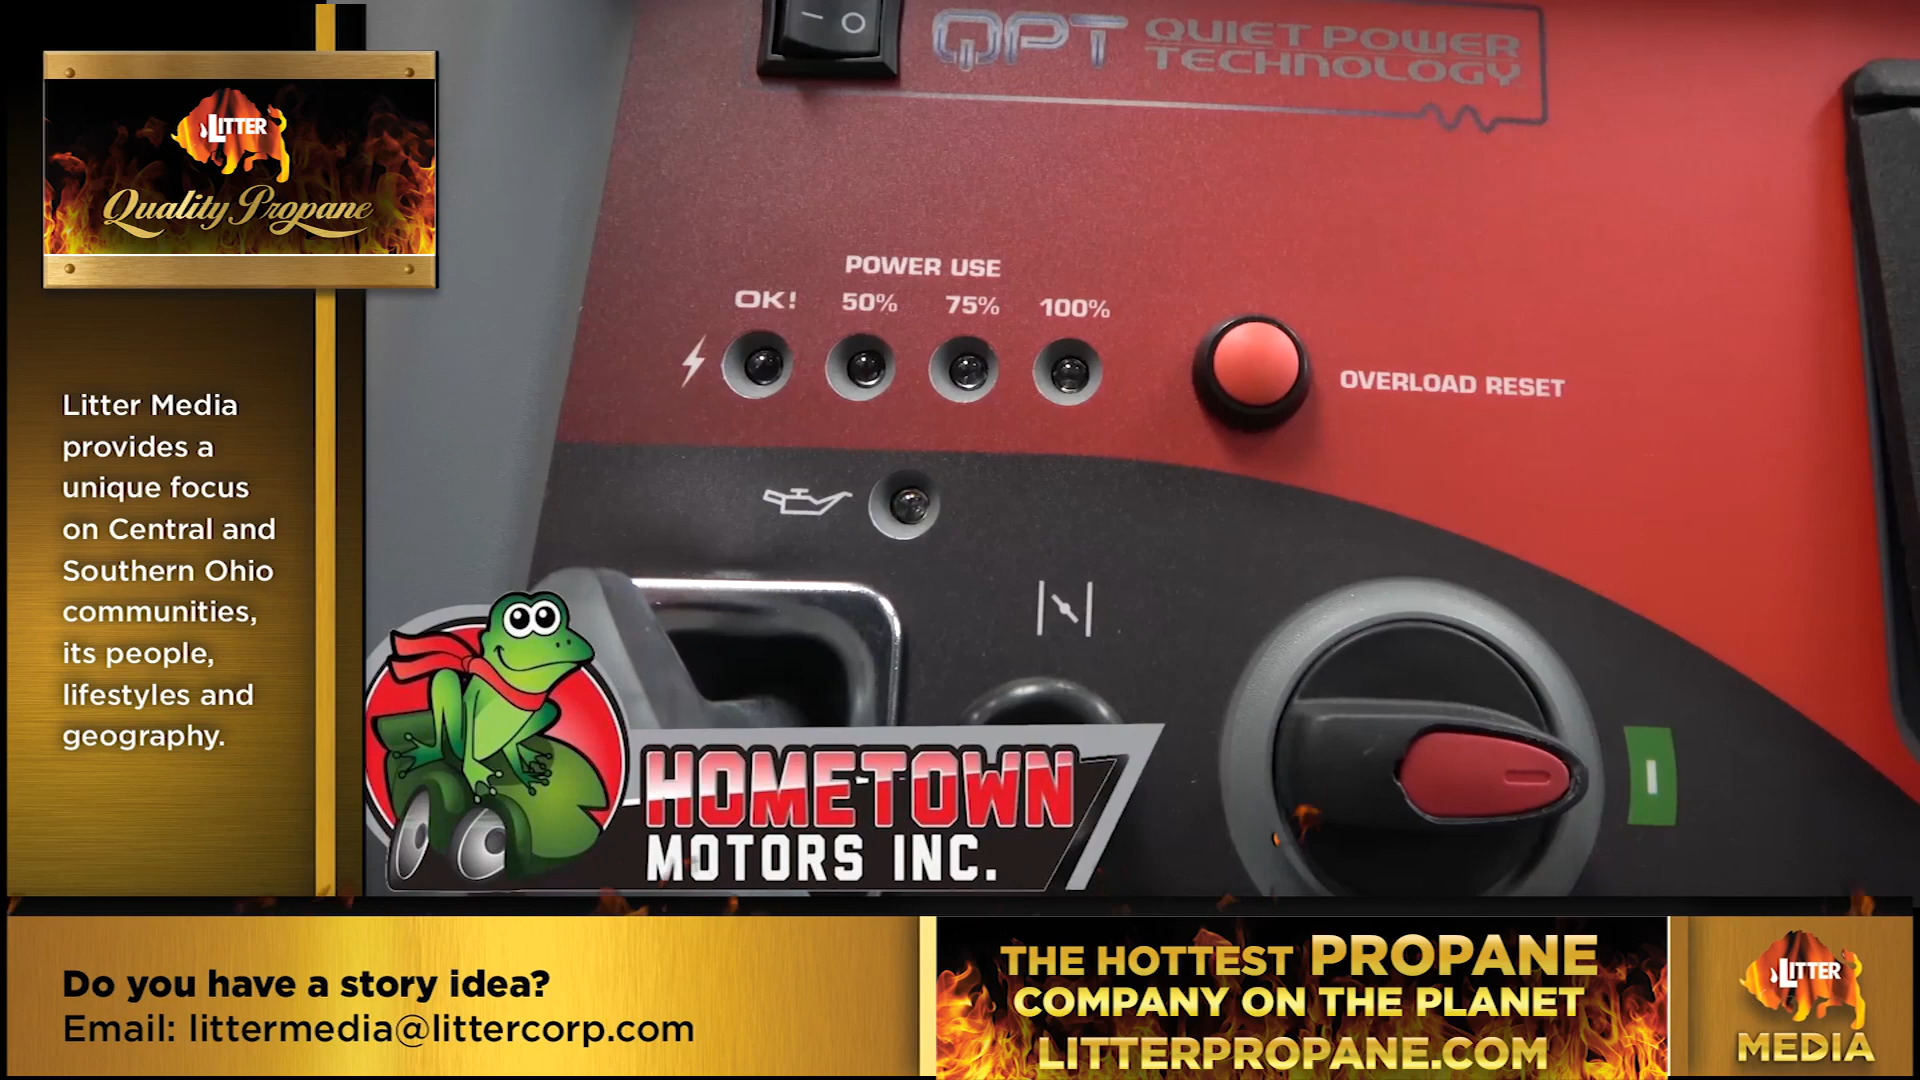 LITTER
Quality Propane
Litter Media
provides a
unique focus
on Central and
Southern Ohio
communities,
its people,
lifestyles and
geography.
QPT QUIET POWER
TECHNOLOGY
POWER USE
OK! 50% 75% 100%
OVERLOAD RESET
HOMETOWN
MOTORS INC.
Do you have a story idea?
Email: littermedia@littercorp.com
THE HOTTEST PROPANE
COMPANY ON THE PLANET
LITTERPROPANE.COM
LITTER
MEDIA